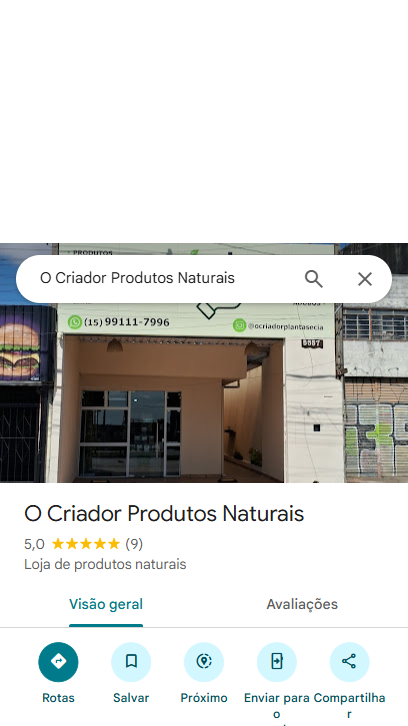 PRODUTOS
O Criador Produtos Naturais
(15) 99111-7996
@ocriadorplantasecia
5537
O Criador Produtos Naturais
5,0 ★★★★★ (9)
Loja de produtos naturais
Visão geral
Avaliações
Rotas
Salvar
Próximo
Enviar para o
Compartilhar